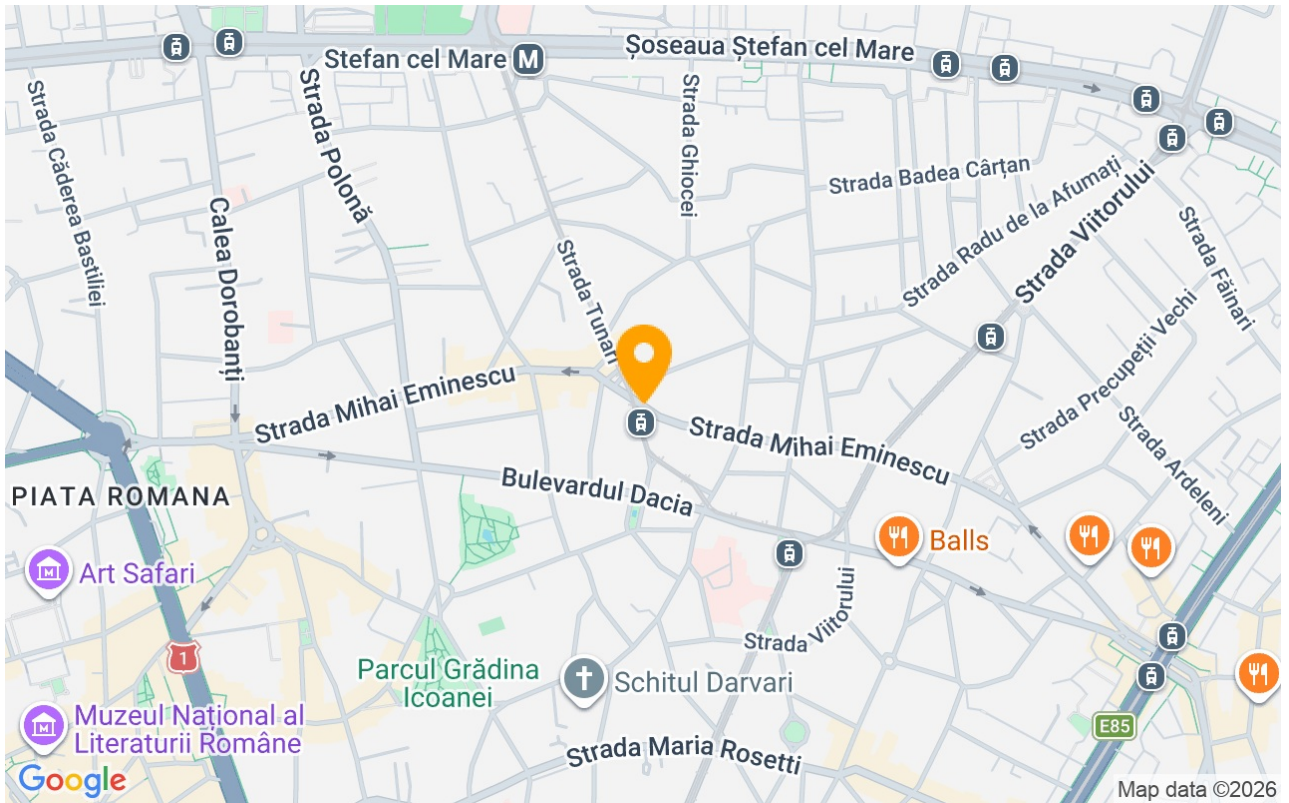 Stefan cel Mare
M
Șoseaua Ștefan cel Mare
Strada Căderea Bastiliei
Strada Polonă
Strada Ghiocei
Strada Badea Cârțan
Strada Radu de la Afumați
Strada Viitorului
Strada Făinari
Calea Dorobanți
Strada Tunari
Strada Precupeții Vechi
Strada Mihai Eminescu
Strada Mihai Eminescu
Strada Ardeleni
PIATA ROMANA
Bulevardul Dacia
Balls
Art Safari
Strada Viitorului
1
Parcul Grădina
Icoanei
Schitul Darvari
Muzeul Național al
Literaturii Române
E85
Strada Maria Rosetti
Google
Map data ©2026